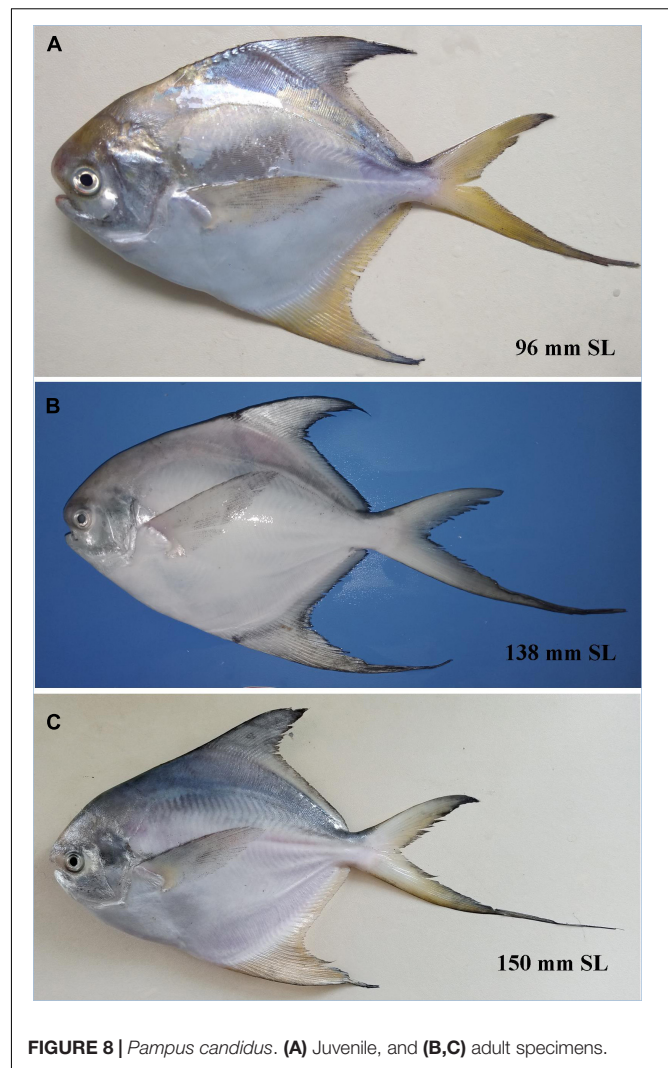 A
96 mm SL
B
138 mm SL
C
150 mm SL
FIGURE 8 | Pampus candidus. (A) Juvenile, and (B,C) adult specimens.